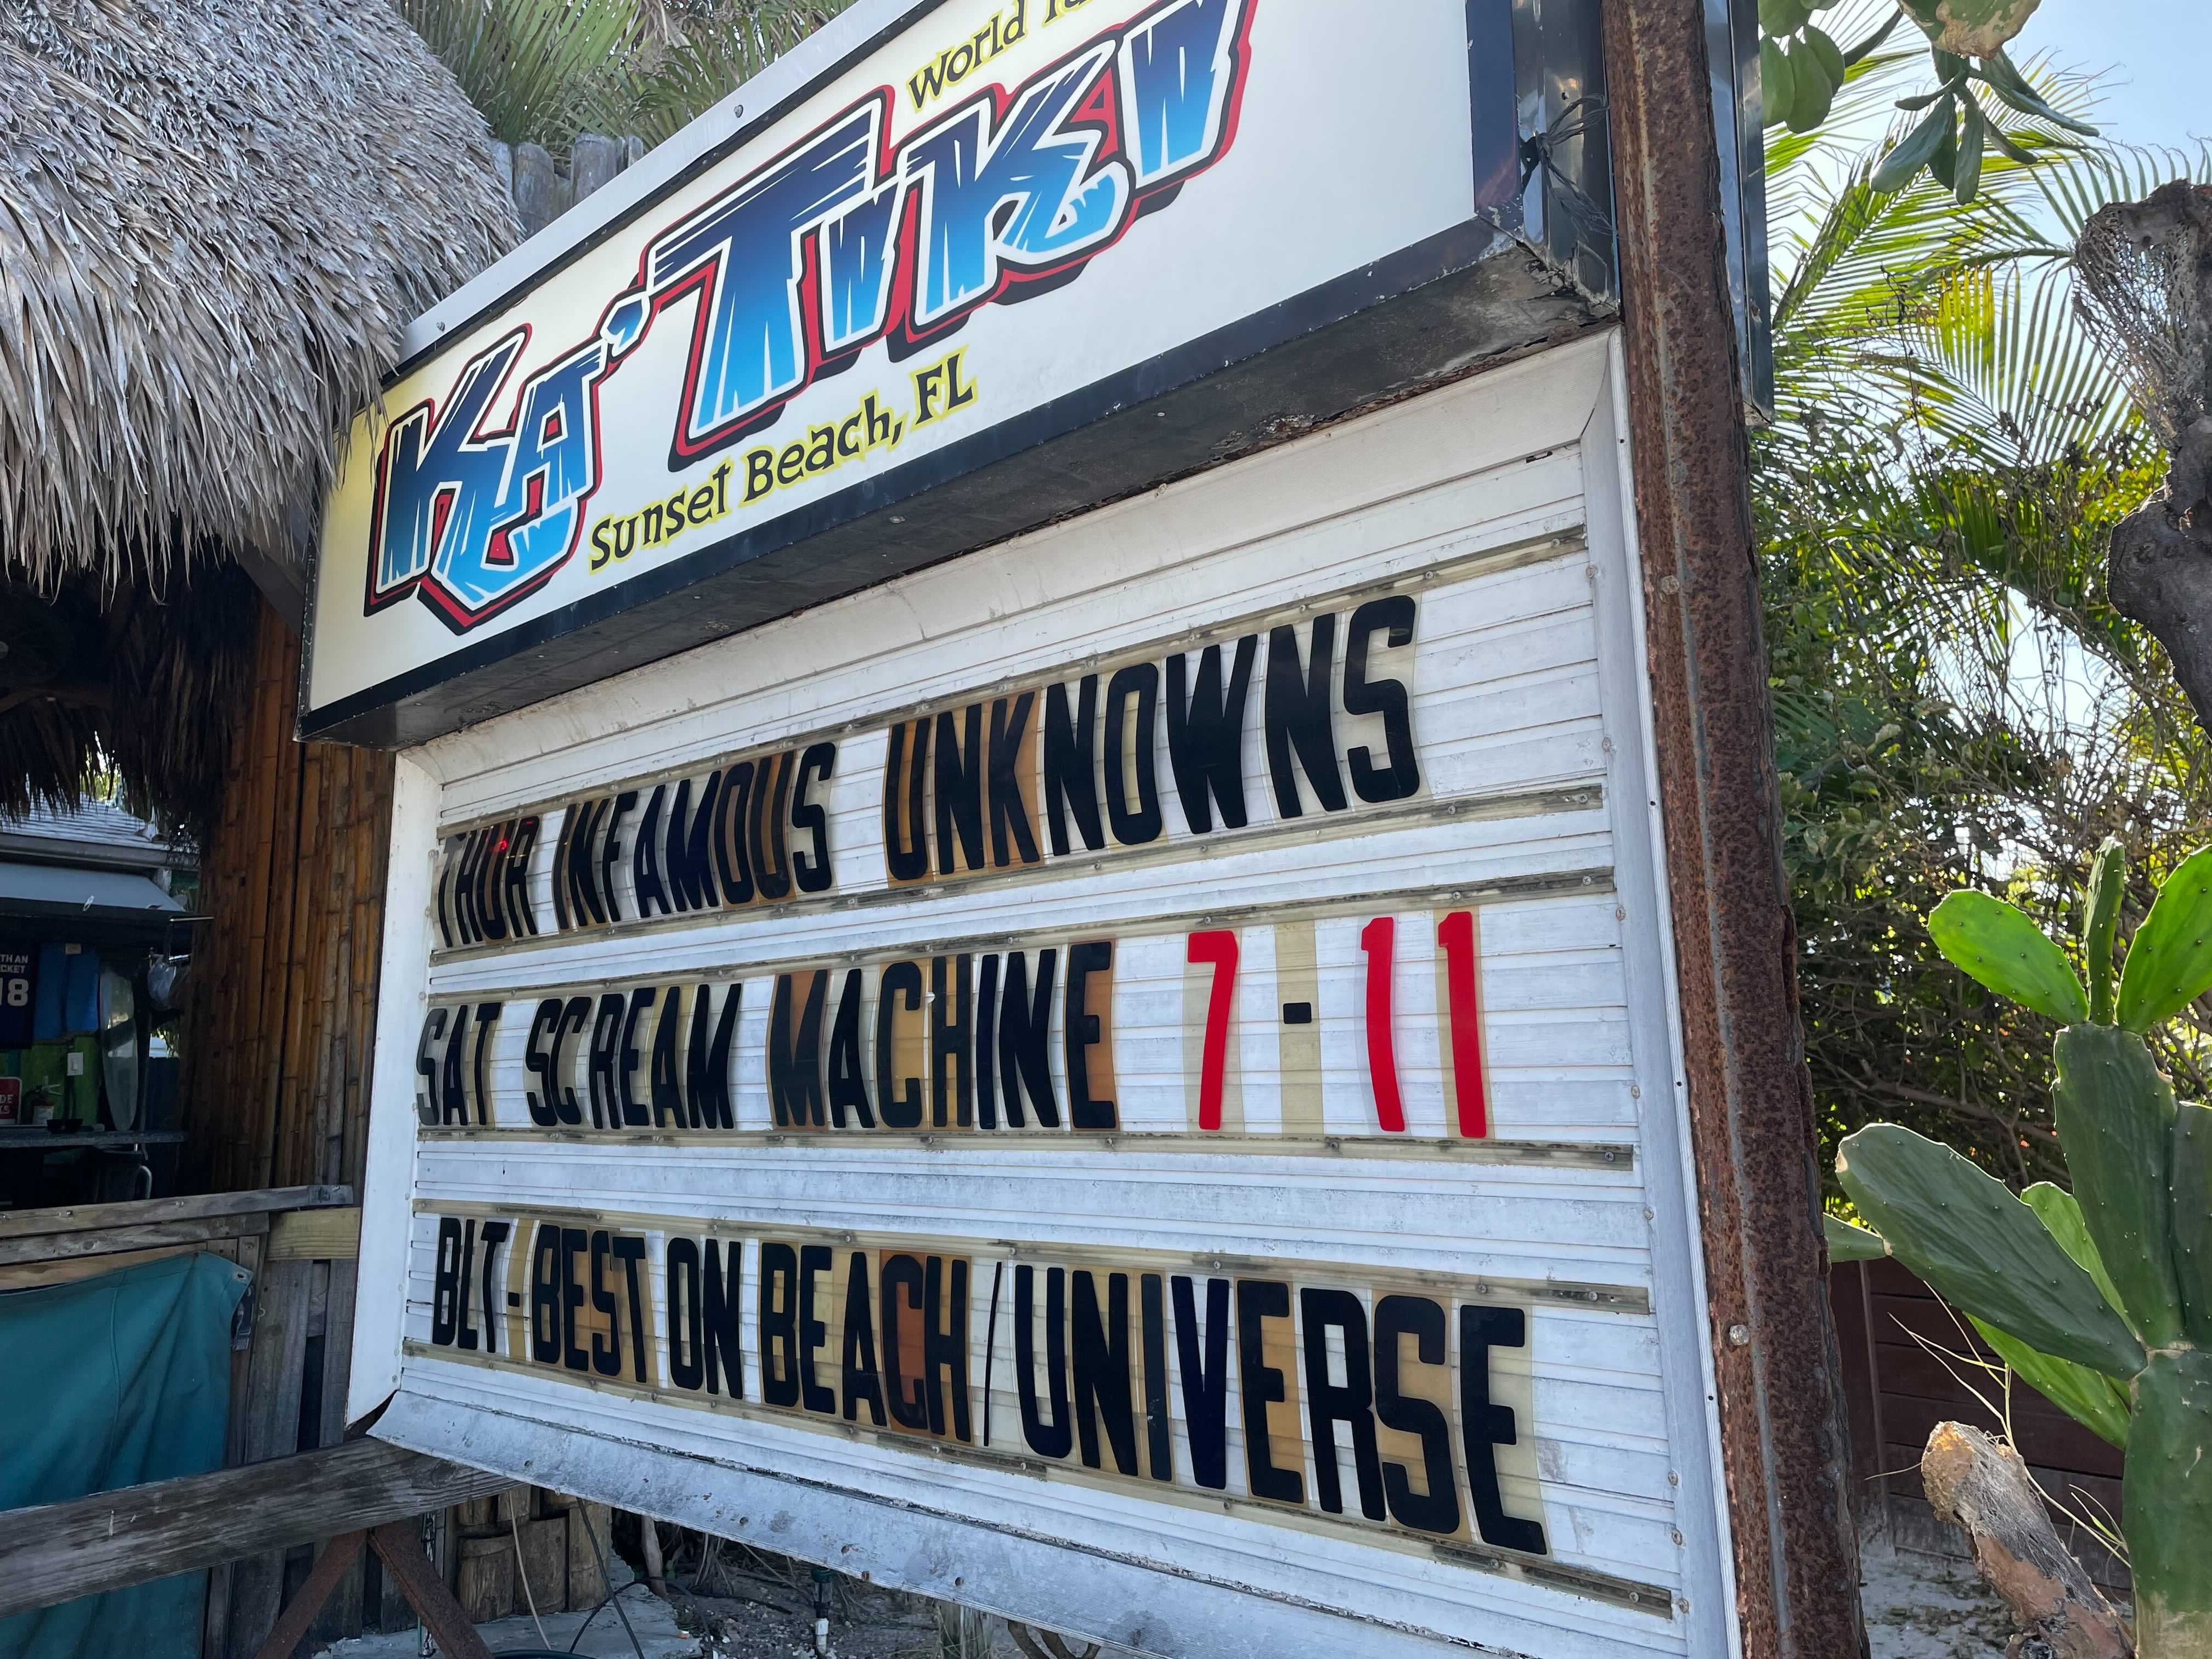 World
Ka'Tiki
Sunset Beach, FL
THUR INFAMOUS UNKNOWNS
SAT SCREAM MACHINE 7-11
BLT-BEST ON BEACH/UNIVERSE
18